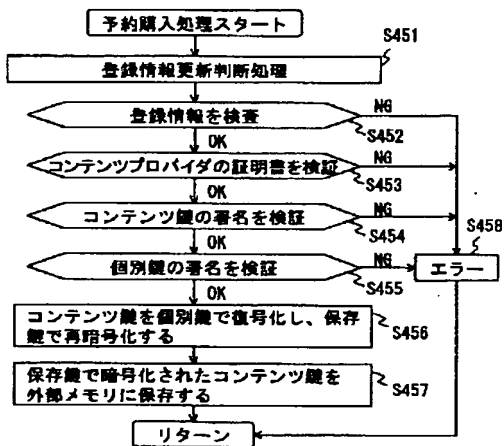 予約購入処理スタート
S451
登録情報更新判断処理
登録情報を検査
NG
S452
OK
コンテンツプロバイダの証明書を検証
NG
S453
OK
コンテンツ鍵の署名を検証
NG
S454
S458
OK
個別鍵の署名を検証
NG
エラー
S455
OK
コンテンツ鍵を個別鍵で復号化し、保存
鍵で再暗号化する
S456
保存鍵で暗号化されたコンテンツ鍵を
外部メモリに保存する
S457
リターン